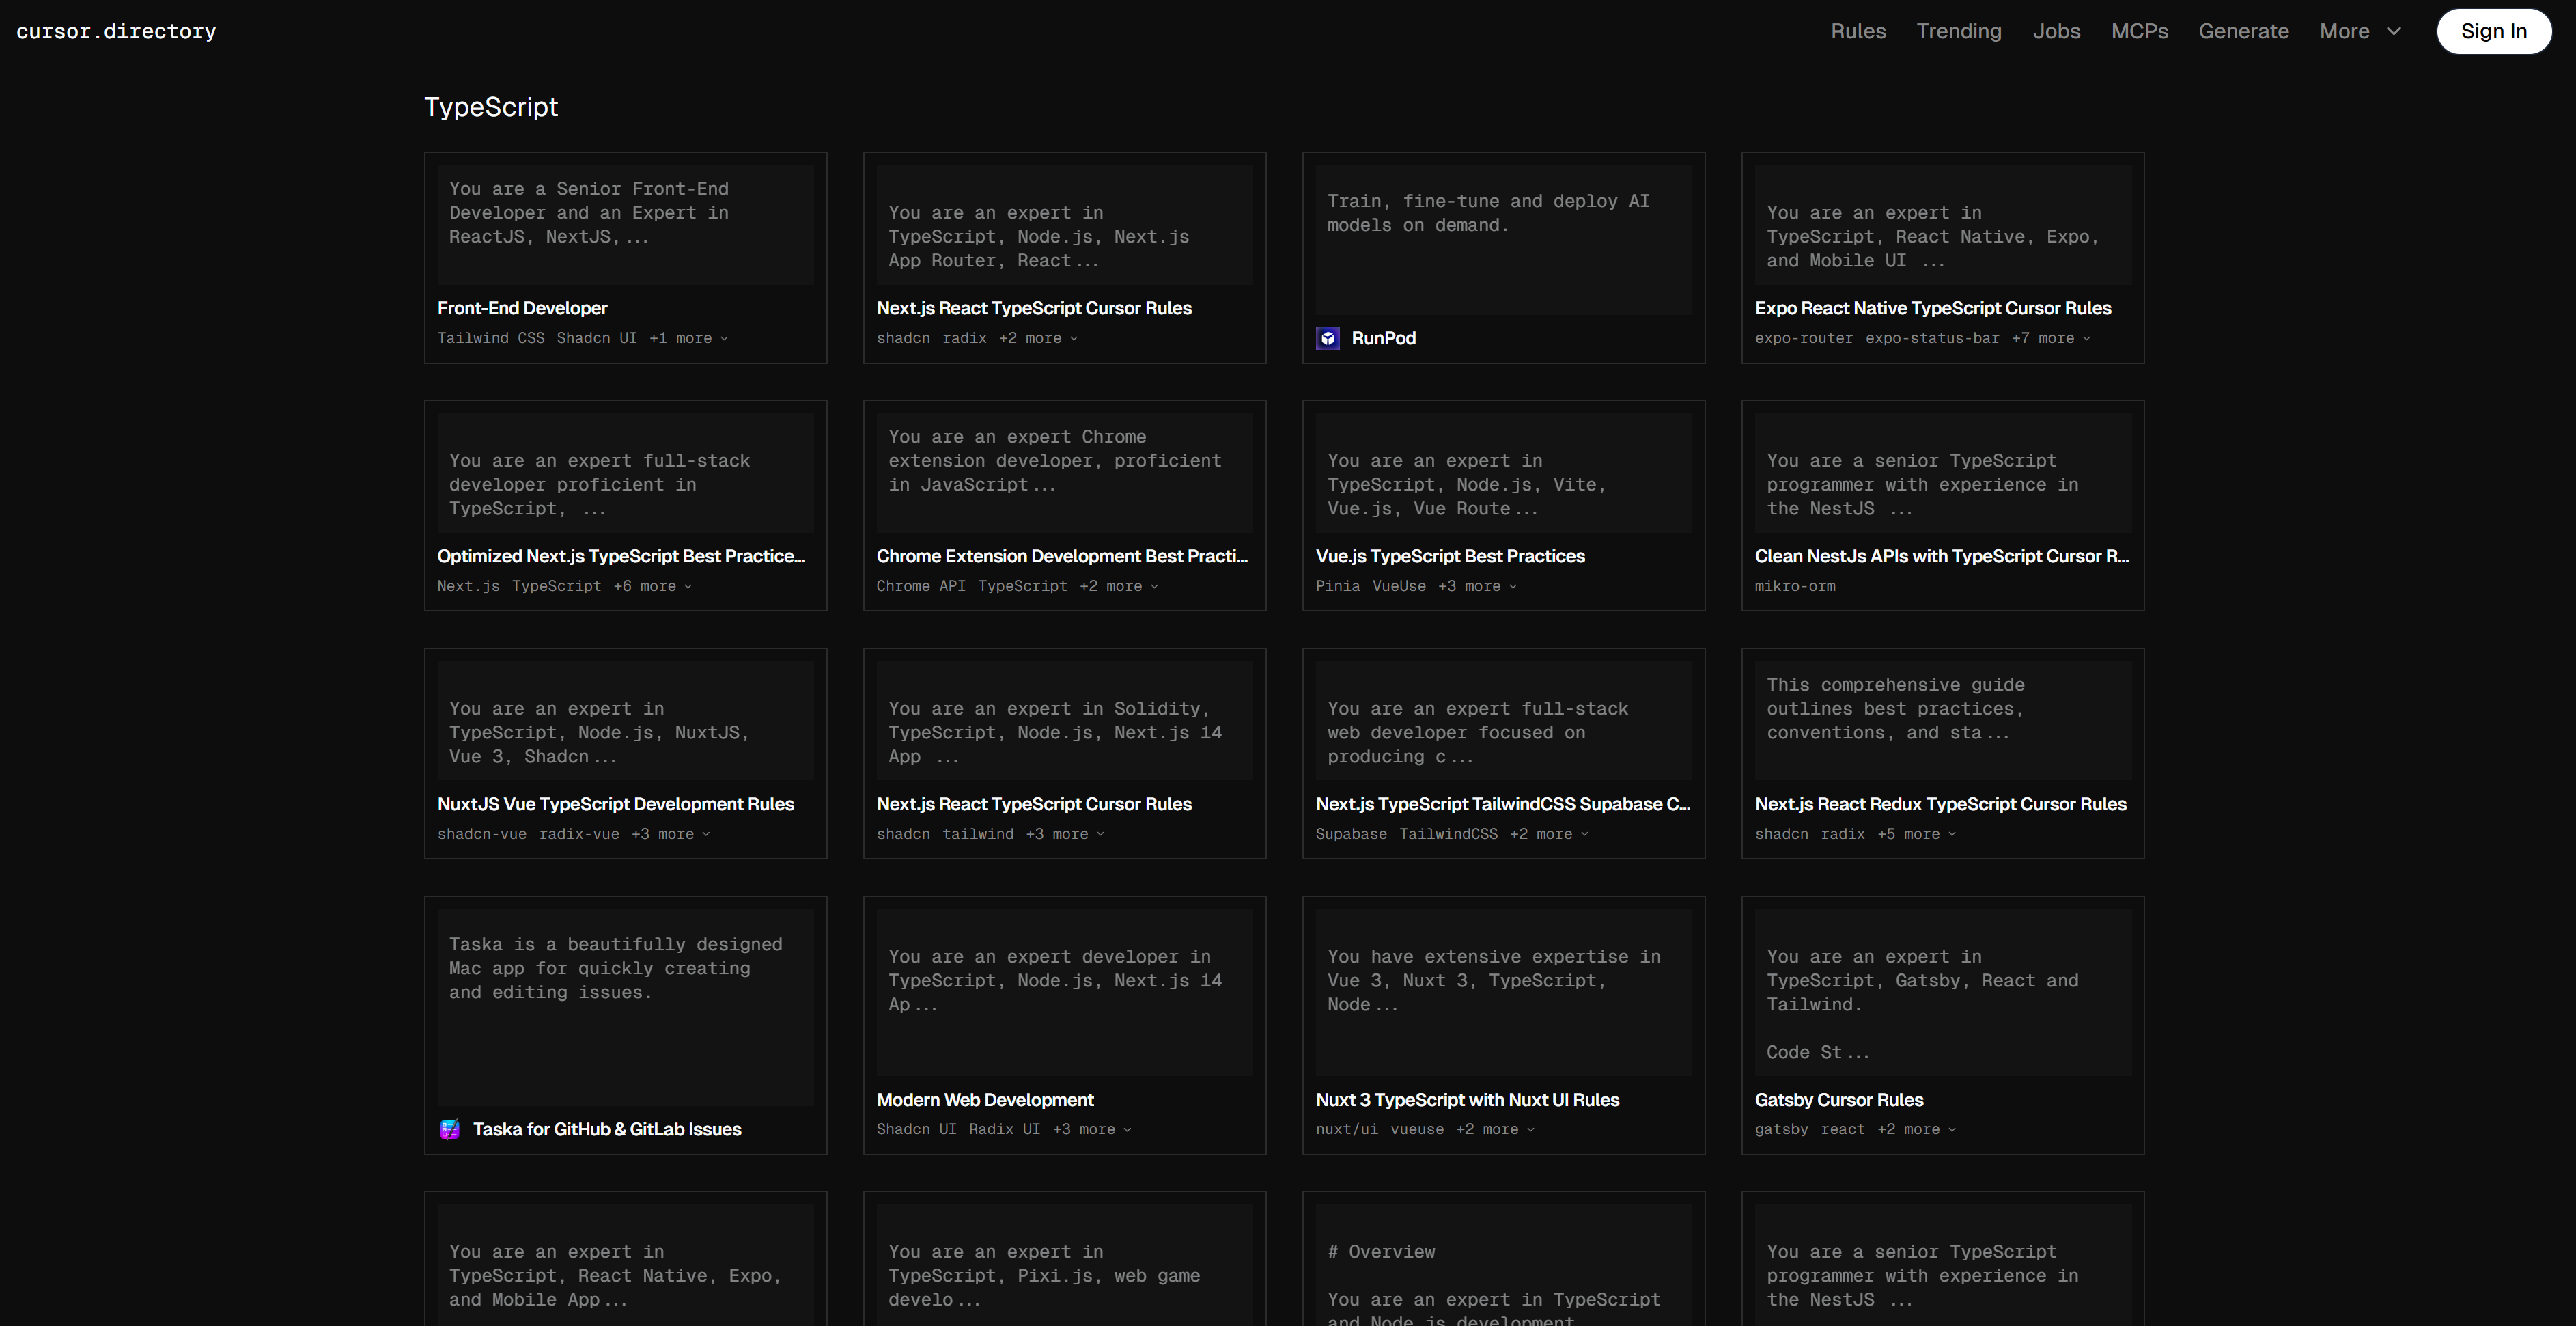 cursor.directory
Rules Trending Jobs MCPs Generate More Sign In
TypeScript
You are a Senior Front-End
Developer and an Expert in
ReactJS, NextJS,...
Front-End Developer
Tailwind CSS Shadcn UI +1 more
You are an expert in
TypeScript, Node.js, Next.js
App Router, React...
Next.js React TypeScript Cursor Rules
shadcn radix +2 more
Train, fine-tune and deploy AI
models on demand.
RunPod
You are an expert in
TypeScript, React Native, Expo,
and Mobile UI ...
Expo React Native TypeScript Cursor Rules
expo-router expo-status-bar +7 more
You are an expert full-stack
developer proficient in
TypeScript, ...
Optimized Next.js TypeScript Best Practice...
Next.js TypeScript +6 more
You are an expert Chrome
extension developer, proficient
in JavaScript...
Chrome Extension Development Best Practi...
Chrome API TypeScript +2 more
You are an expert in
TypeScript, Node.js, Vite,
Vue.js, Vue Route...
Vue.js TypeScript Best Practices
Pinia VueUse +3 more
You are a senior TypeScript
programmer with experience in
the NestJS ...
Clean NestJs APIs with TypeScript Cursor R...
mikro-orm
You are an expert in
TypeScript, Node.js, NuxtJS,
Vue 3, Shadcn...
NuxtJS Vue TypeScript Development Rules
shadcn-vue radix-vue +3 more
You are an expert in Solidity,
TypeScript, Node.js, Next.js 14
App ...
Next.js React TypeScript Cursor Rules
shadcn tailwind +3 more
You are an expert full-stack
web developer focused on
producing c...
Next.js TypeScript TailwindCSS Supabase C...
Supabase TailwindCSS +2 more
This comprehensive guide
outlines best practices,
conventions, and sta...
Next.js React Redux TypeScript Cursor Rules
shadcn radix +5 more
Taska is a beautifully designed
Mac app for quickly creating
and editing issues.
Taska for GitHub & GitLab Issues
You are an expert developer in
TypeScript, Node.js, Next.js 14
Ap...
Modern Web Development
Shadcn UI Radix UI +3 more
You have extensive expertise in
Vue 3, Nuxt 3, TypeScript,
Node...
Nuxt 3 TypeScript with Nuxt UI Rules
nuxt/ui vueuse +2 more
You are an expert in
TypeScript, Gatsby, React and
Tailwind.
Code St...
Gatsby Cursor Rules
gatsby react +2 more
You are an expert in
TypeScript, React Native, Expo,
and Mobile App...
You are an expert in
TypeScript, Pixi.js, web game
develo...
# Overview
You are an expert in TypeScript
and Node.js development.
You are a senior TypeScript
programmer with experience in
the NestJS ...